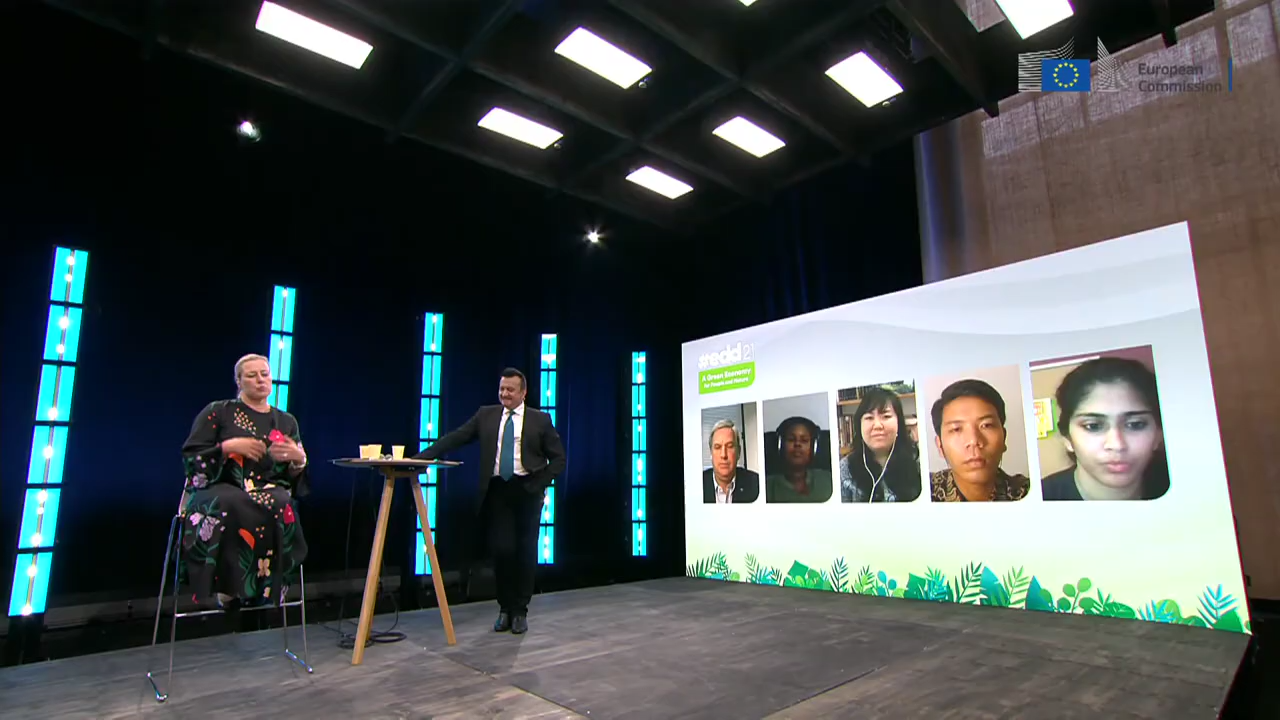 European
Commission
#edd21
A Green Economy
for People and Nature